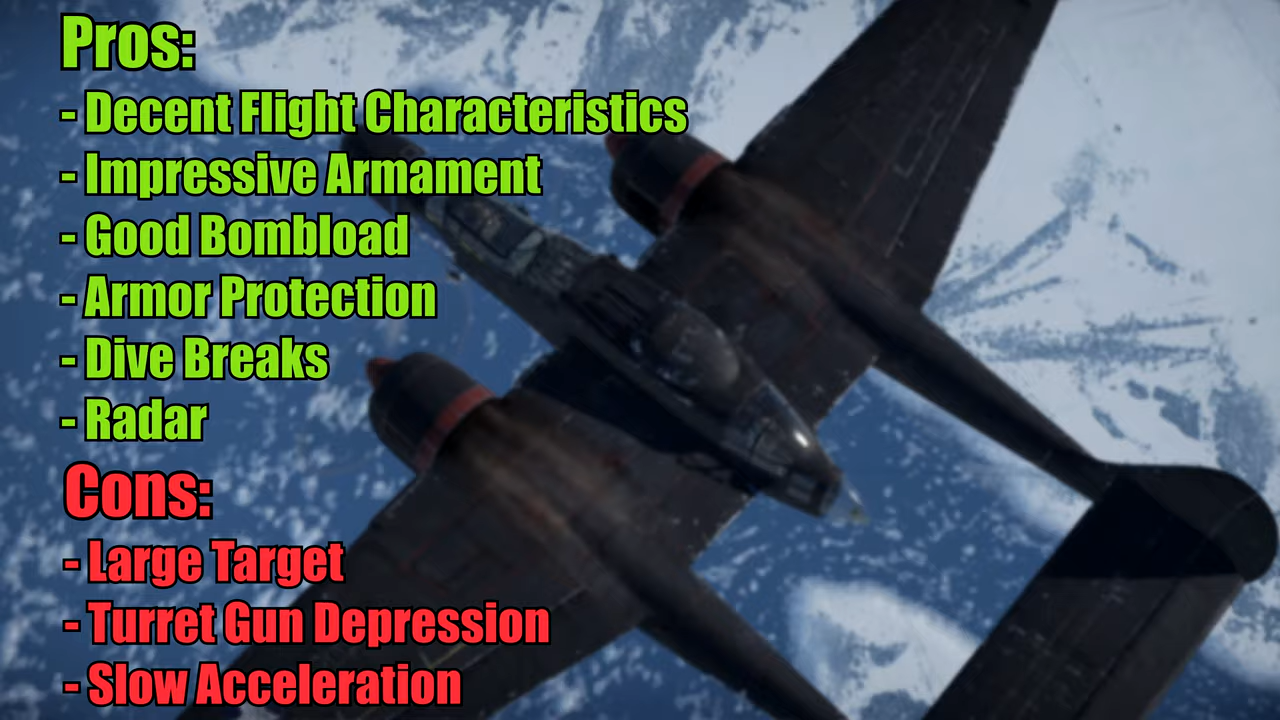 Pros:
- Decent Flight Characteristics
- Impressive Armament
- Good Bombload
- Armor Protection
- Dive Breaks
- Radar
Cons:
- Large Target
- Turret Gun Depression
- Slow Acceleration